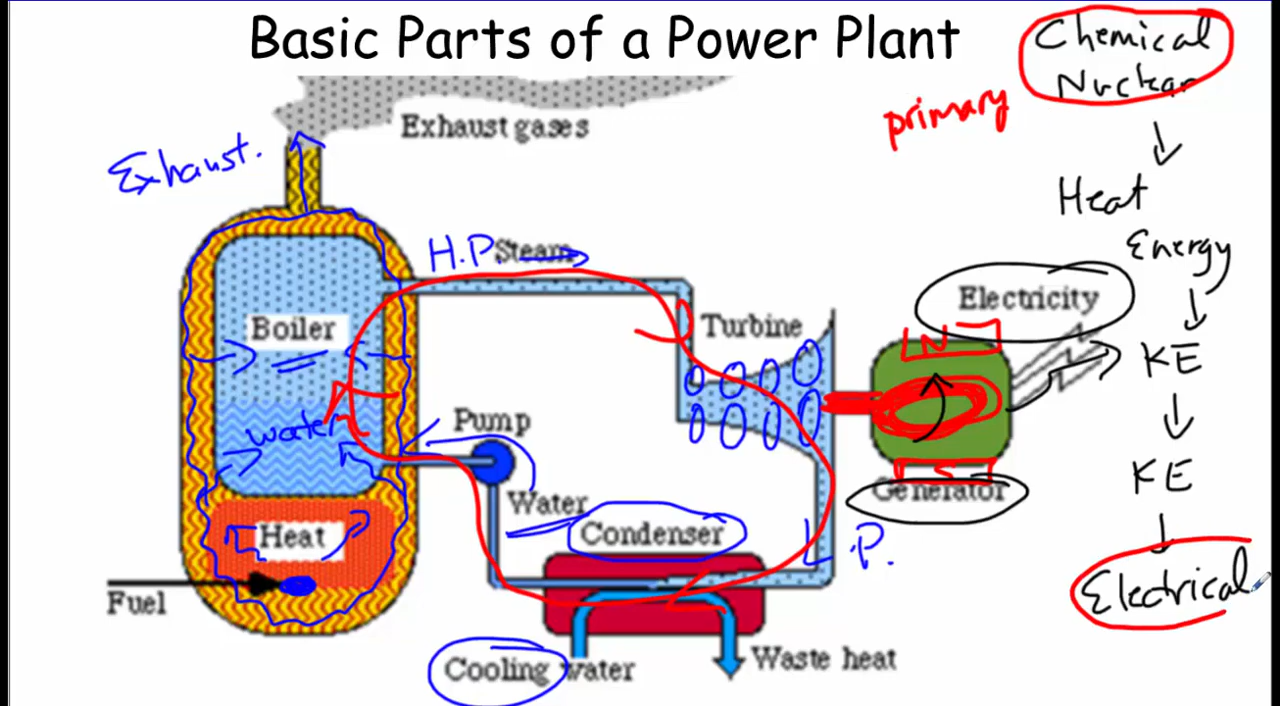 Basic Parts of a Power Plant
Chemical
Nuclear
primary
Exhaust gases
Exhaust.
Heat
Energy
H.P. Steam
Electricity
Boiler
Turbine
N
KE
water
Pump
KE
S
Generator
Water
Heat
Condenser
L.P.
Fuel
Electrical
Cooling water
Waste heat